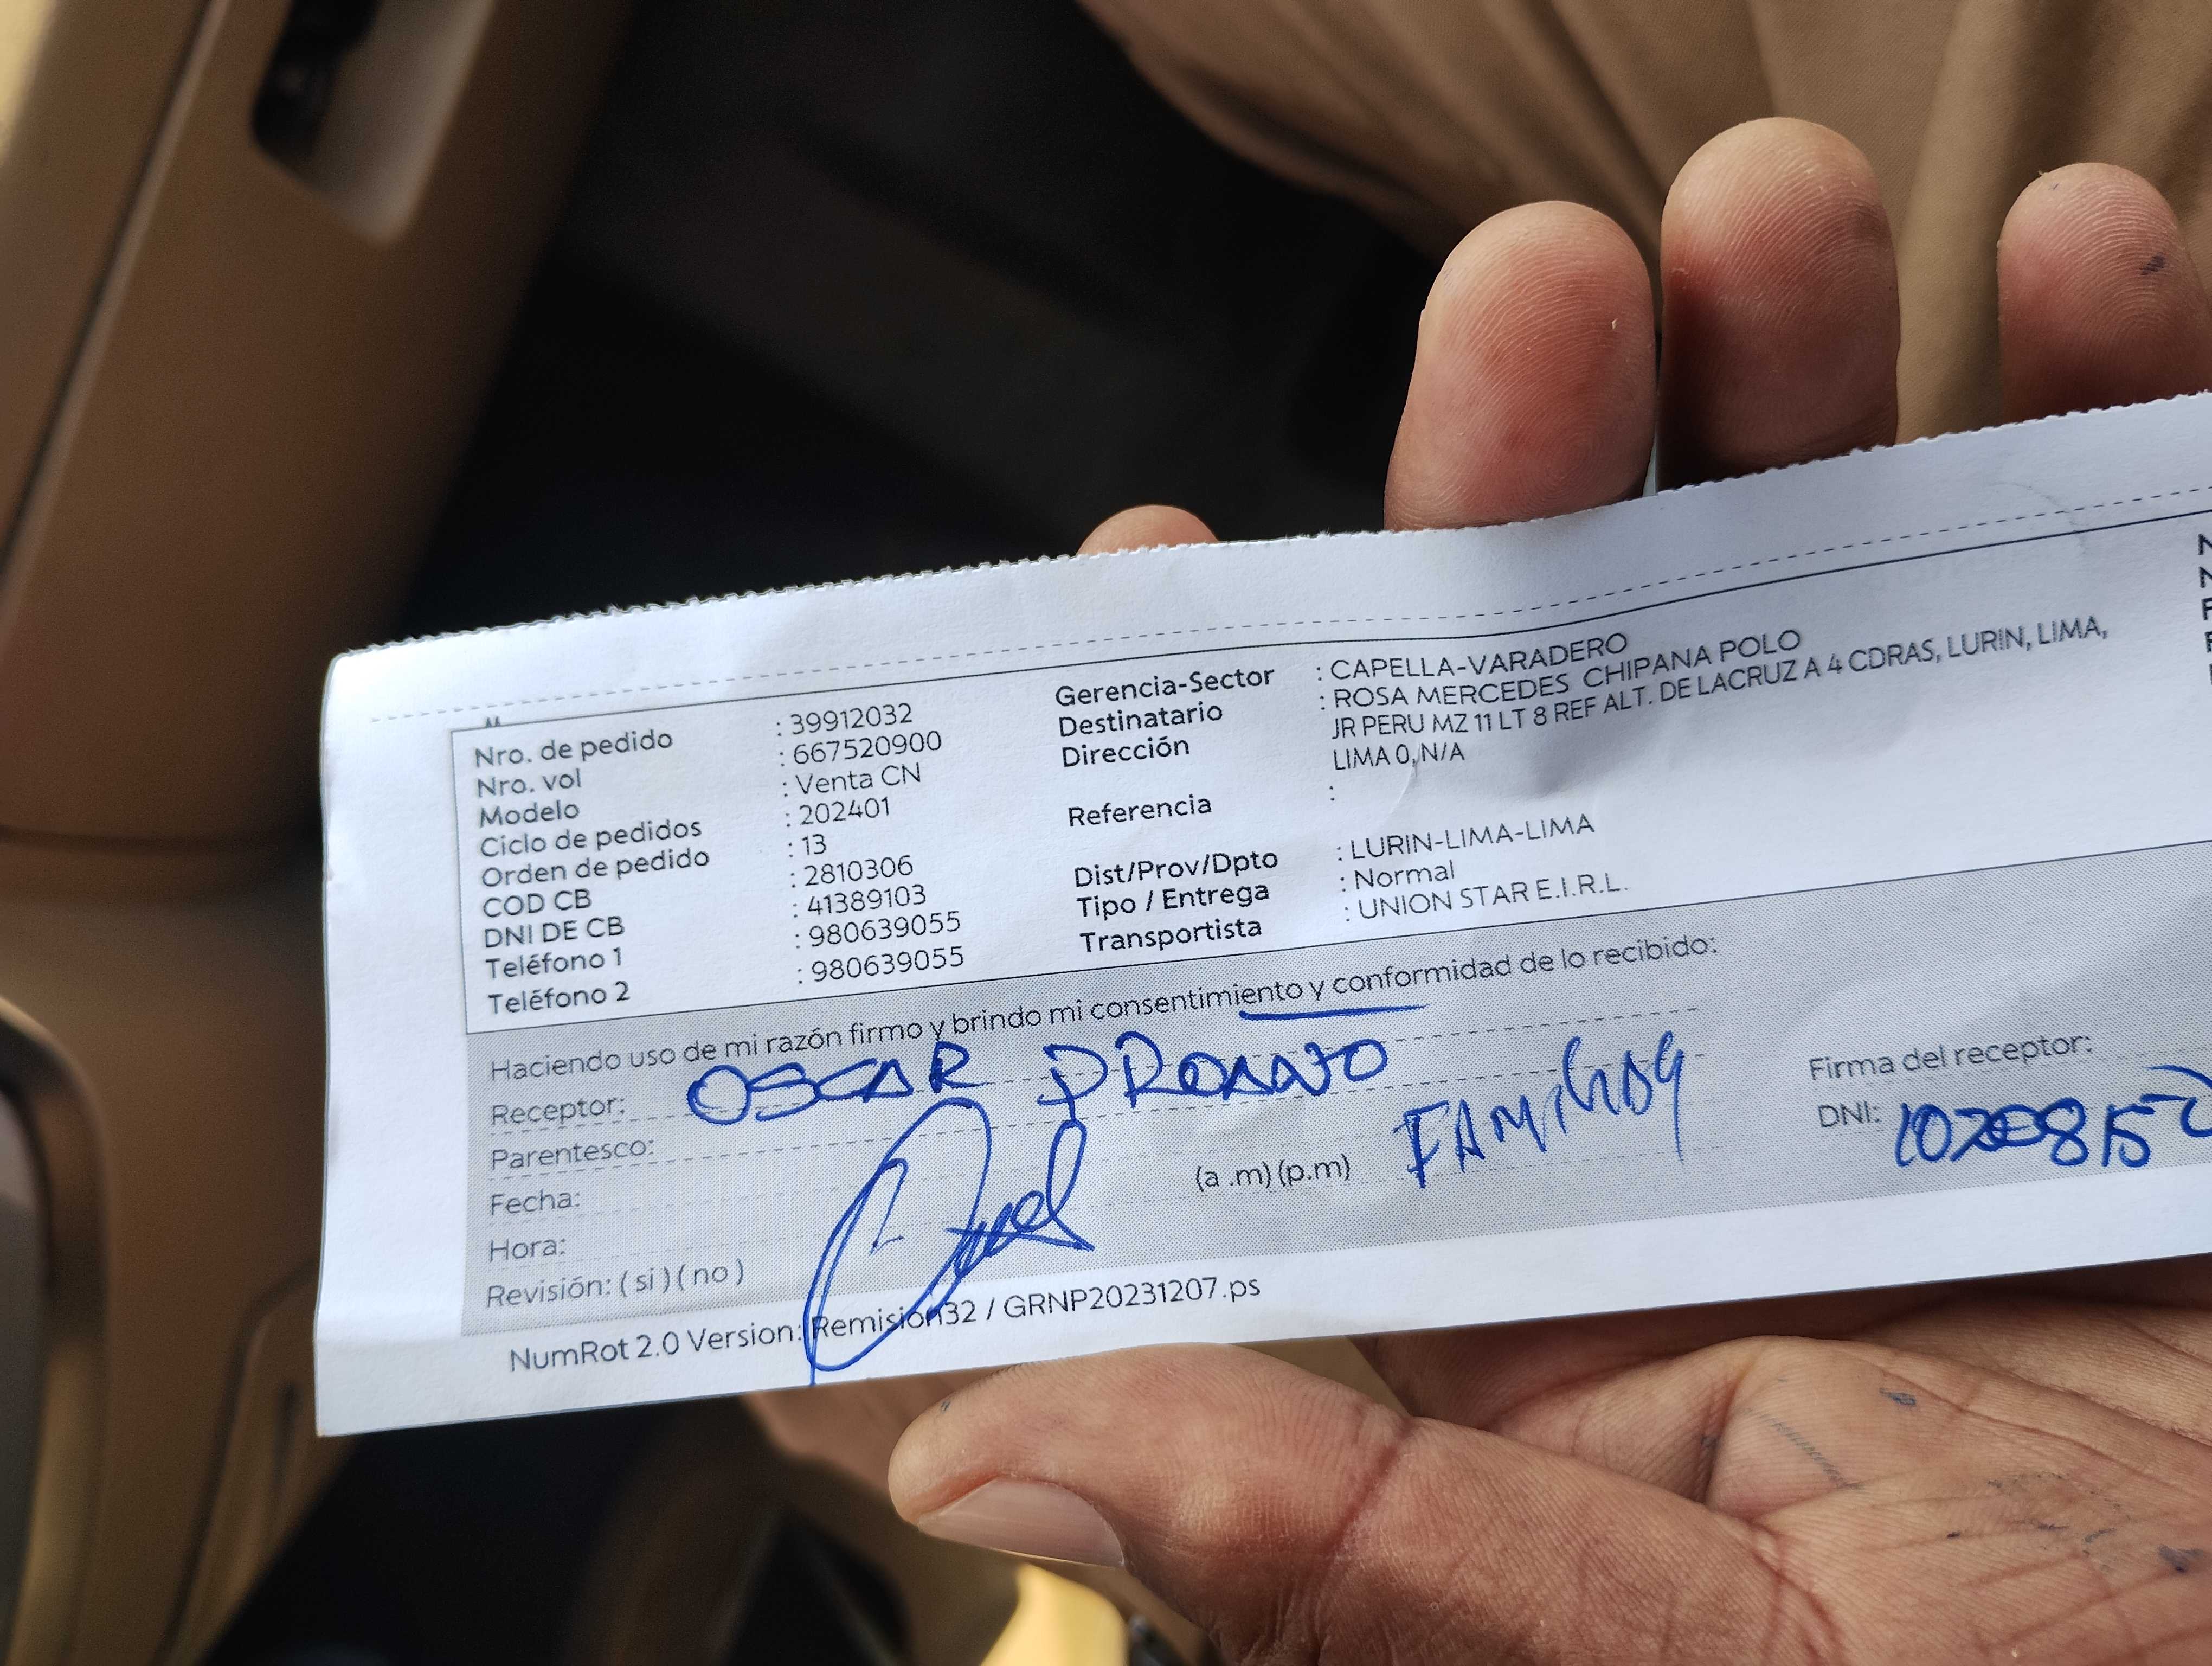 Nro. de pedido : 39912032
Nro. vol : 667520900
Modelo : Venta CN
Ciclo de pedidos : 202401
Orden de pedido : 13
COD CB : 2810306
DNI DE CB : 41389103
Teléfono 1 : 980639055
Teléfono 2 : 980639055
Gerencia-Sector : CAPELLA-VARADERO
Destinatario : ROSA MERCEDES CHIPANA POLO
Dirección JR PERU MZ 11 LT 8 REF ALT. DE LACRUZ A 4 CDRAS, LURIN, LIMA,
LIMA 0, N/A
Referencia :
Dist/Prov/Dpto : LURIN-LIMA-LIMA
Tipo / Entrega : Normal
Transportista : UNION STAR E.I.R.L.
Haciendo uso de mi razón firmo y brindo mi consentimiento y conformidad de lo recibido:
Receptor: OSCAR
Parentesco:
Fecha:
Hora: (a .m) (p.m)
Revisión: ( si ) ( no )
Firma del receptor:
DNI:
NumRot 2.0 Version: Remision32 / GRNP20231207.ps